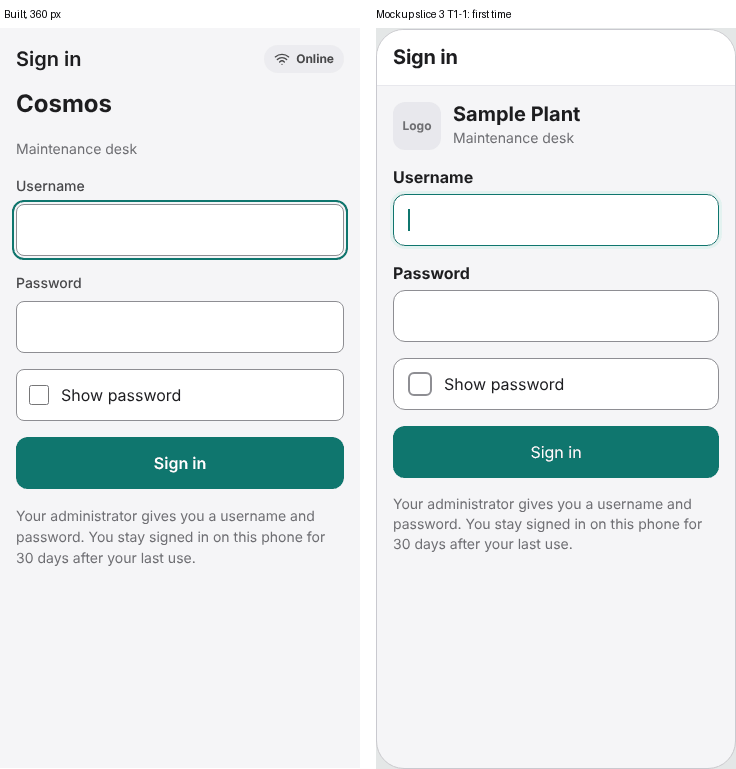 Built, 360 px
Sign in
Online
Cosmos
Maintenance desk
Username
Password
Show password
Sign in
Your administrator gives you a username and
password. You stay signed in on this phone for
30 days after your last use.
Mockup slice 3 T1-1: first time
Sign in
Logo
Sample Plant
Maintenance desk
Username
Password
Show password
Sign in
Your administrator gives you a username and
password. You stay signed in on this phone for
30 days after your last use.